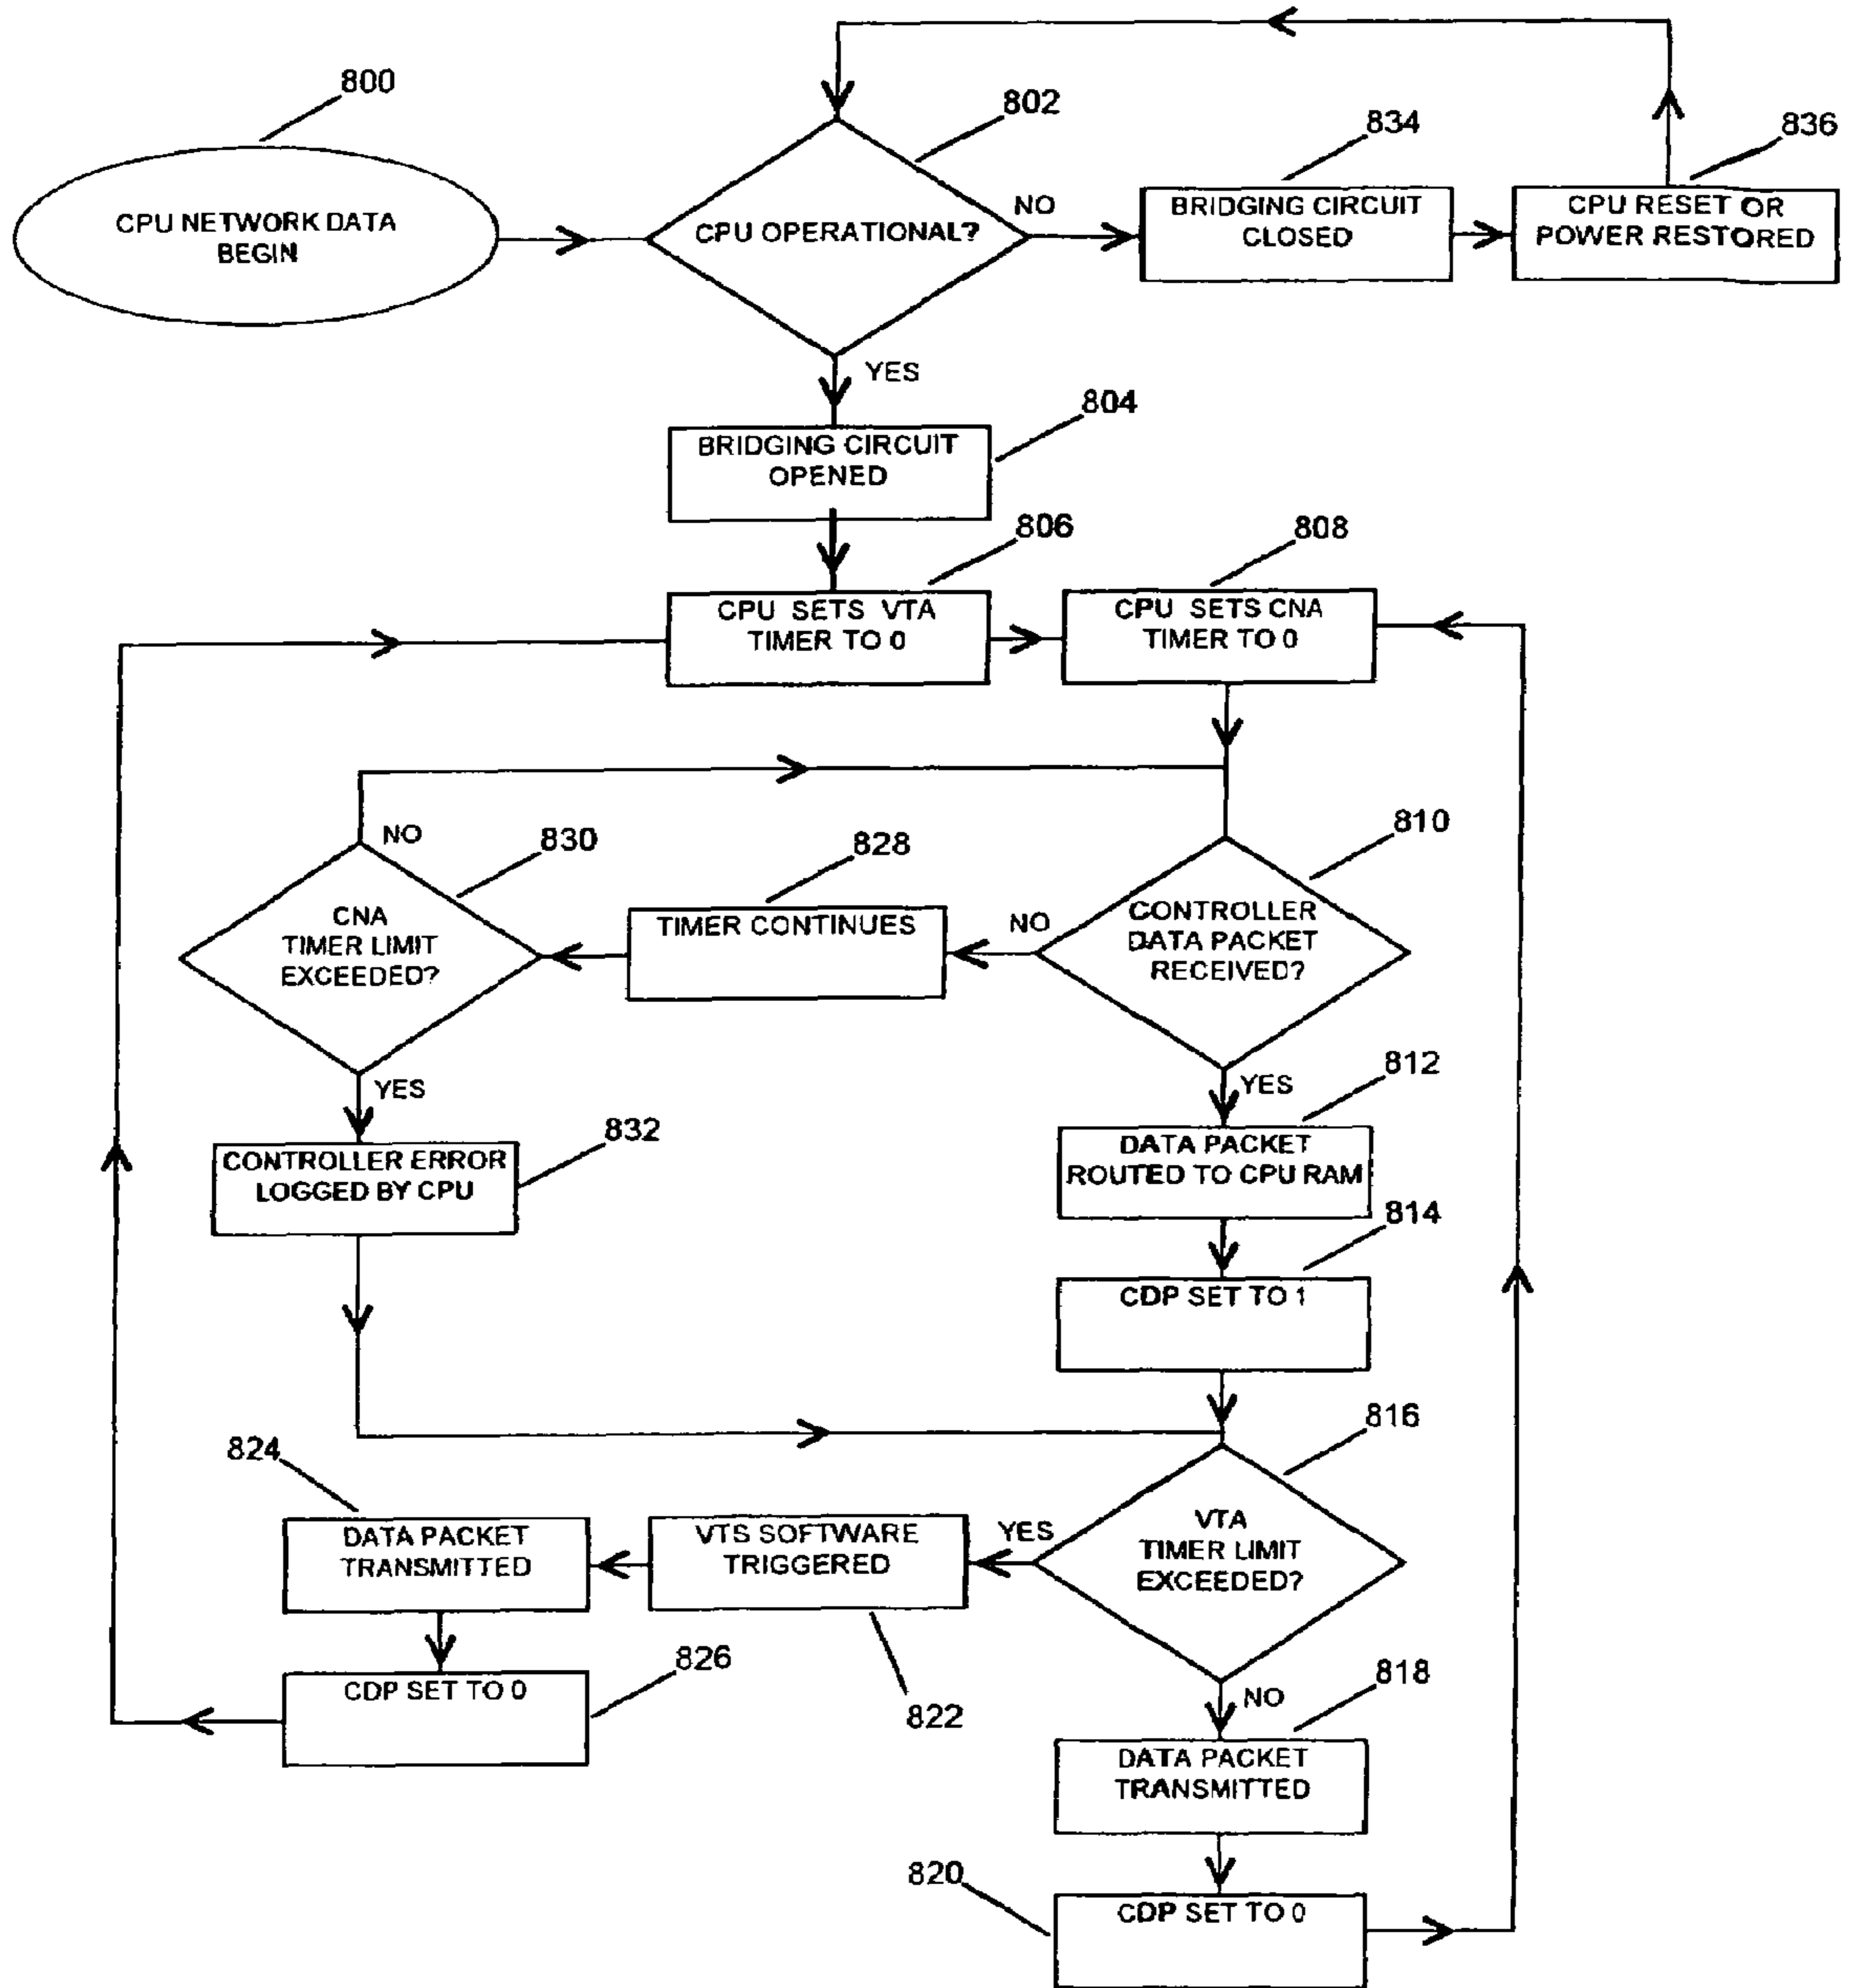 800
802
834
836
CPU NETWORK DATA
BEGIN
CPU OPERATIONAL?
NO
BRIDGING CIRCUIT
CLOSED
CPU RESET OR
POWER RESTORED
YES
804
BRIDGING CIRCUIT
OPENED
806
808
CPU SETS VTA
TIMER TO 0
CPU SETS CNA
TIMER TO 0
NO
830
828
810
CNA
TIMER LIMIT
EXCEEDED?
TIMER CONTINUES
NO
CONTROLLER
DATA PACKET
RECEIVED?
YES
YES
812
832
CONTROLLER ERROR
LOGGED BY CPU
DATA PACKET
ROUTED TO CPU RAM
814
CDP SET TO 1
816
824
DATA PACKET
TRANSMITTED
VTS SOFTWARE
TRIGGERED
YES
VTA
TIMER LIMIT
EXCEEDED?
826
CDP SET TO 0
822
818
NO
DATA PACKET
TRANSMITTED
820
CDP SET TO 0